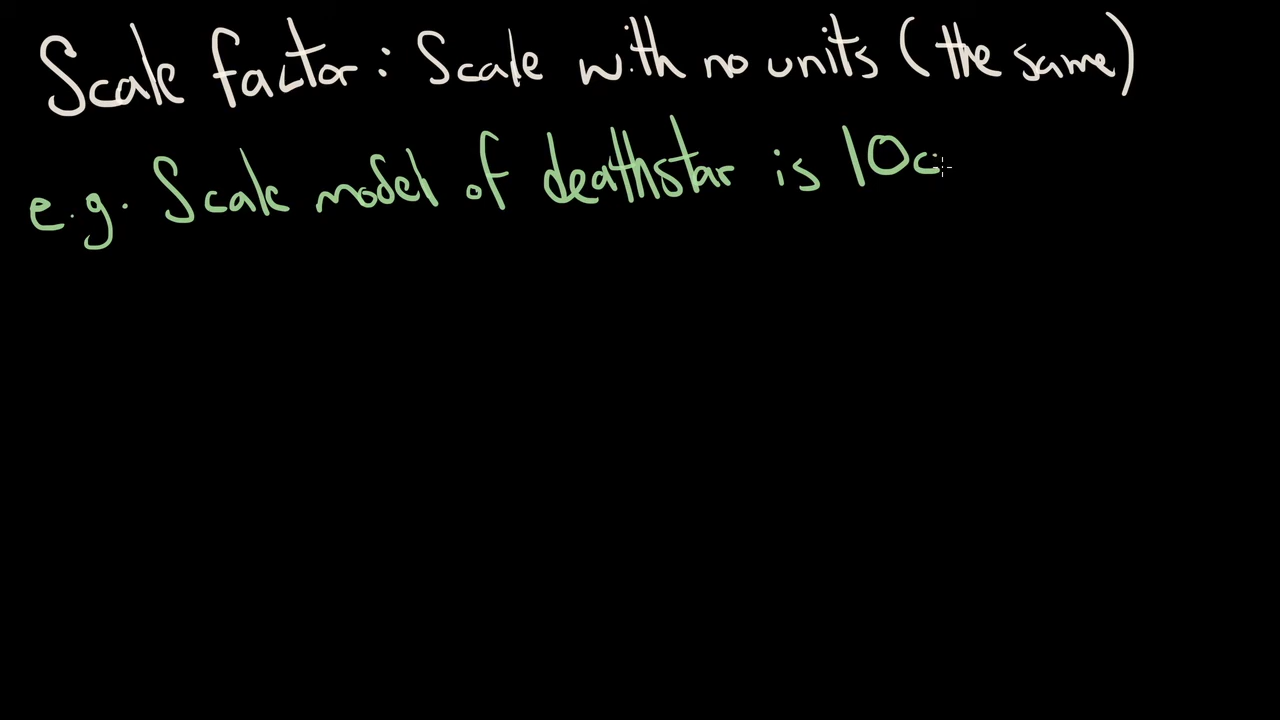 Scale factor: Scale with no units (the same)
e.g. Scale model of deathstar is 10c